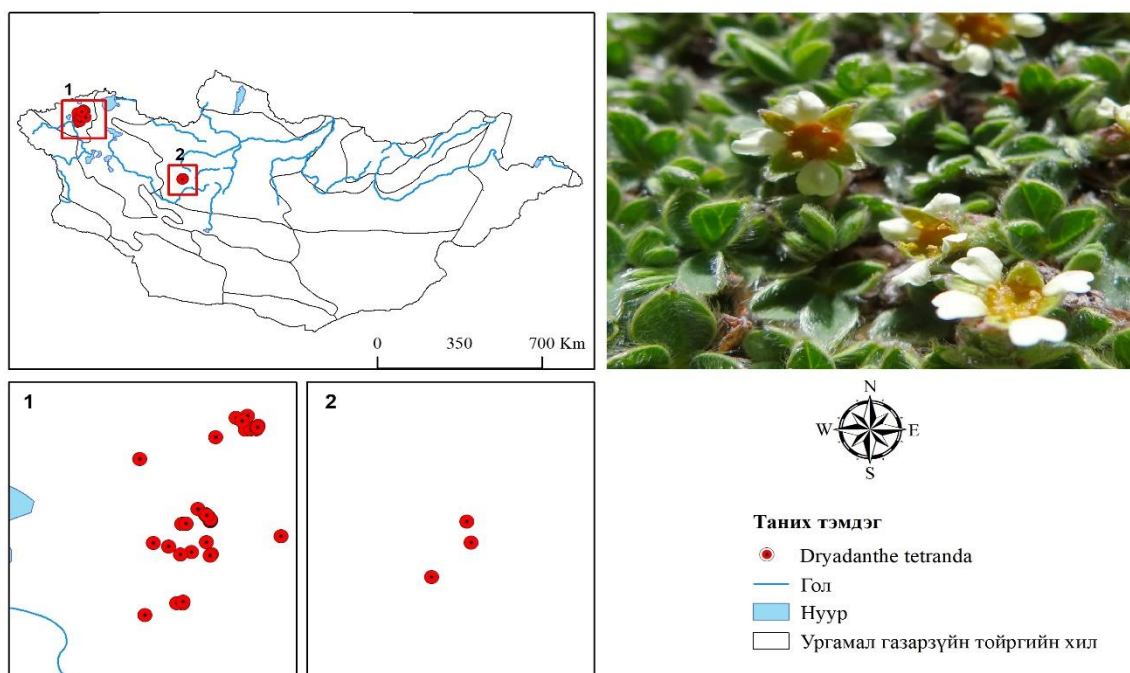 1
2
0 350 700 Km
1
2
N
W E
S
Таних тэмдэг
Dryadanthe tetranda
Гол
Нуур
Ургамал газарзүйн тойргийн хил